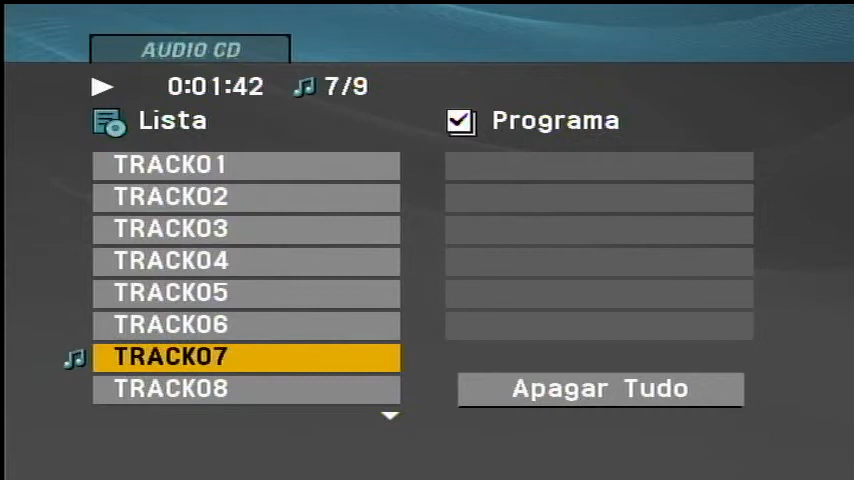 AUDIO CD
0:01:42 7/9
Lista
Programa
TRACK01
TRACK02
TRACK03
TRACK04
TRACK05
TRACK06
TRACK07
TRACK08
Apagar Tudo